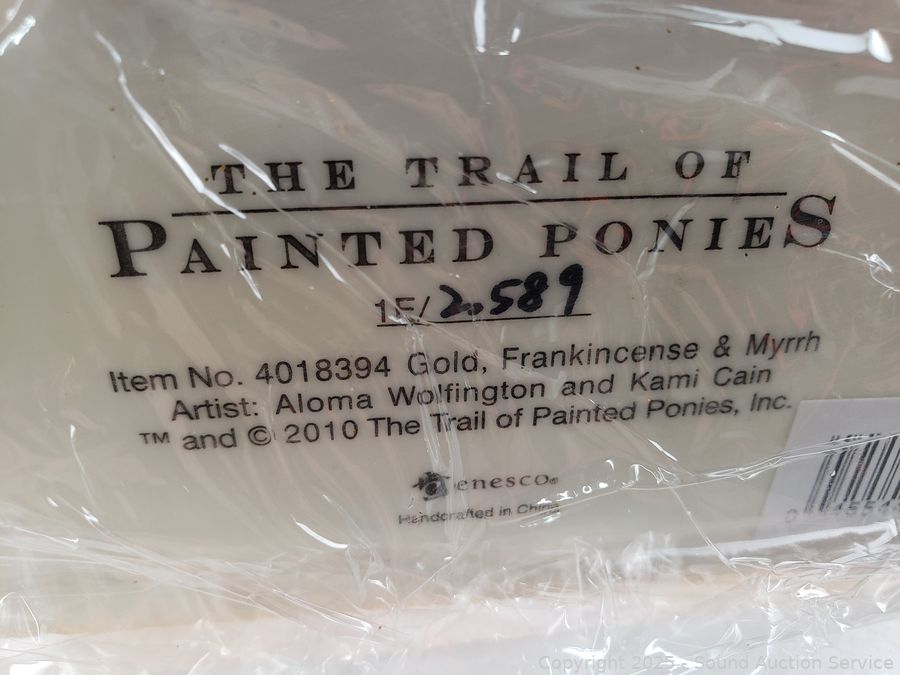 THE TRAIL OF
PAINTED PONIES
1E/2.589
Item No. 4018394 Gold, Frankincense & Myrrh
Artist: Aloma Wolfington and Kami Cain
™ and © 2010 The Trail of Painted Ponies, Inc.
enesco®
Handcrafted in China
Copyright 2025 - Sound Auction Service